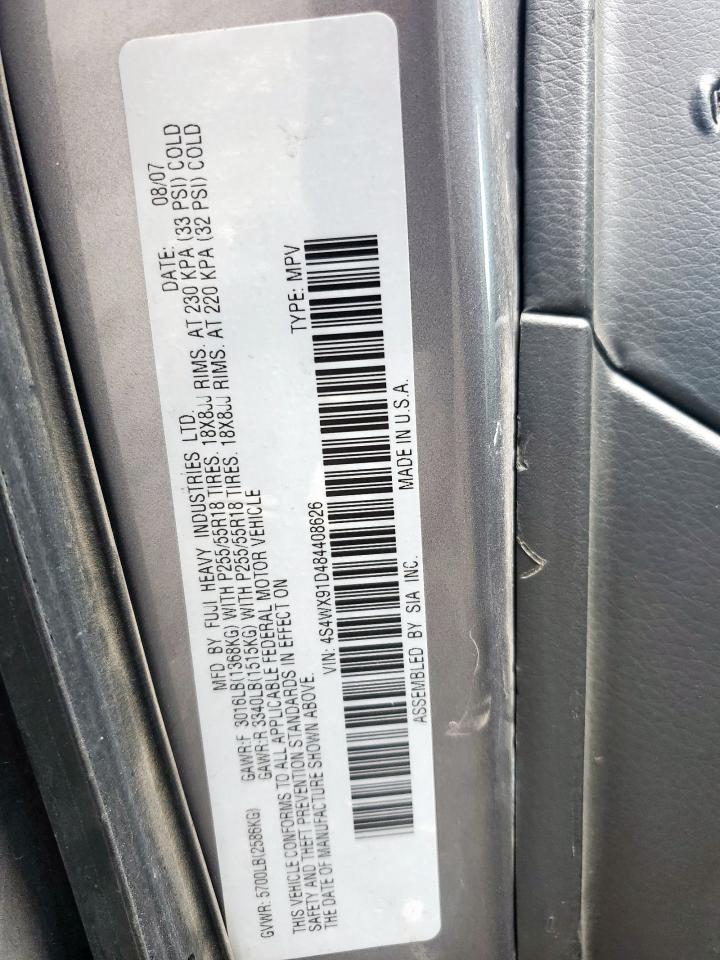 MFD BY FUJI HEAVY INDUSTRIES LTD. DATE: 08/07
GVWR: 5700LB(2586KG) GAWR:F 3016LB(1368KG) WITH P255/55R18 TIRES. 18X8JJ RIMS. AT 230 KPA (33 PSI) COLD
GAWR:R 3340LB(1515KG) WITH P255/55R18 TIRES. 18X8JJ RIMS. AT 220 KPA (32 PSI) COLD
THIS VEHICLE CONFORMS TO ALL APPLICABLE FEDERAL MOTOR VEHICLE
SAFETY AND THEFT PREVENTION STANDARDS IN EFFECT ON
THE DATE OF MANUFACTURE SHOWN ABOVE.
VIN: 4S4WX91D484408626 TYPE: MPV
ASSEMBLED BY SIA INC. MADE IN U.S.A.